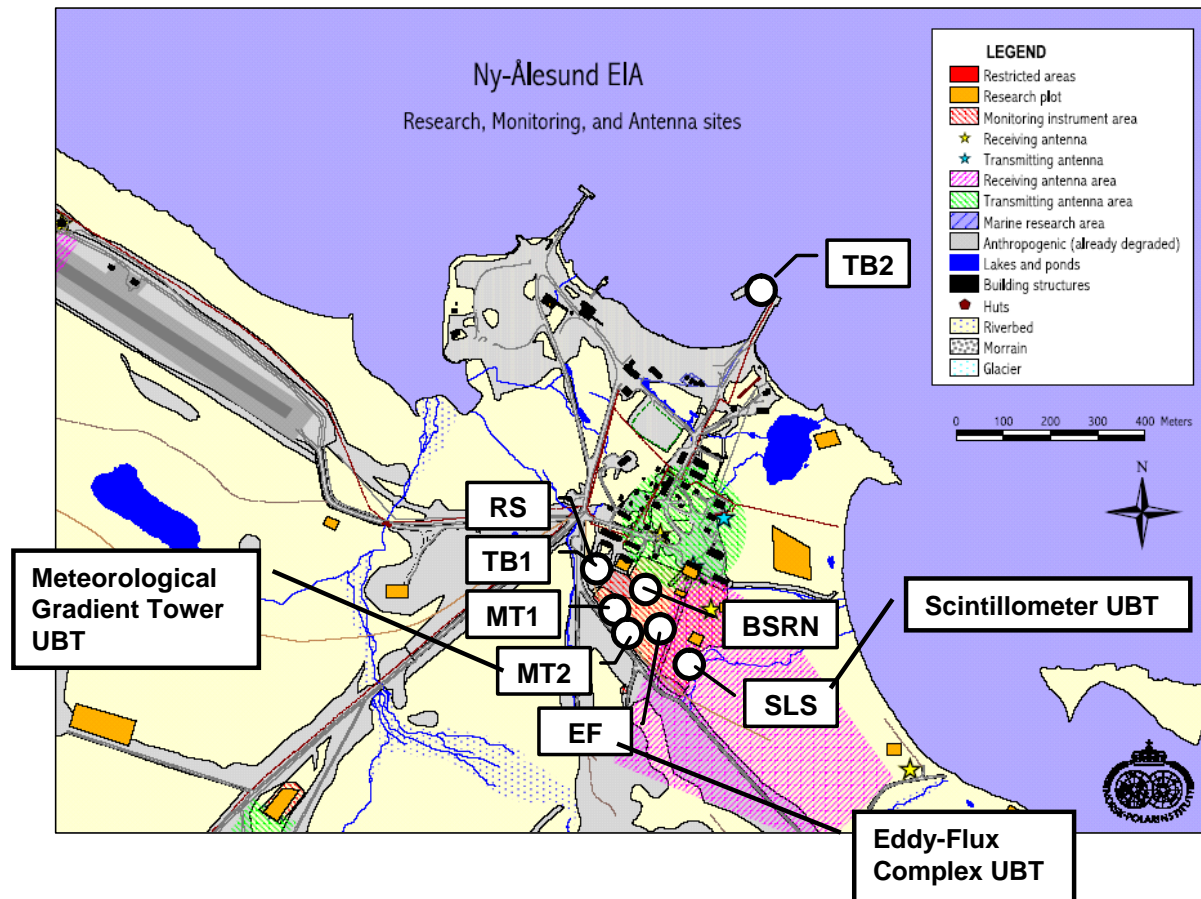 Ny-Ålesund EIA
Research, Monitoring, and Antenna sites
LEGEND
Restricted areas
Research plot
Monitoring instrument area
Receiving antenna
Transmitting antenna
Receiving antenna area
Transmitting antenna area
Marine research area
Anthropogenic (already degraded)
Lakes and ponds
Building structures
Huts
Riverbed
Morrain
Glacier
0 100 200 300 400 Meters
N
TB2
RS
TB1
MT1
MT2
EF
BSRN
SLS
Meteorological
Gradient Tower
UBT
Scintillometer UBT
Eddy-Flux
Complex UBT
NORSK POLARINSTITUTT